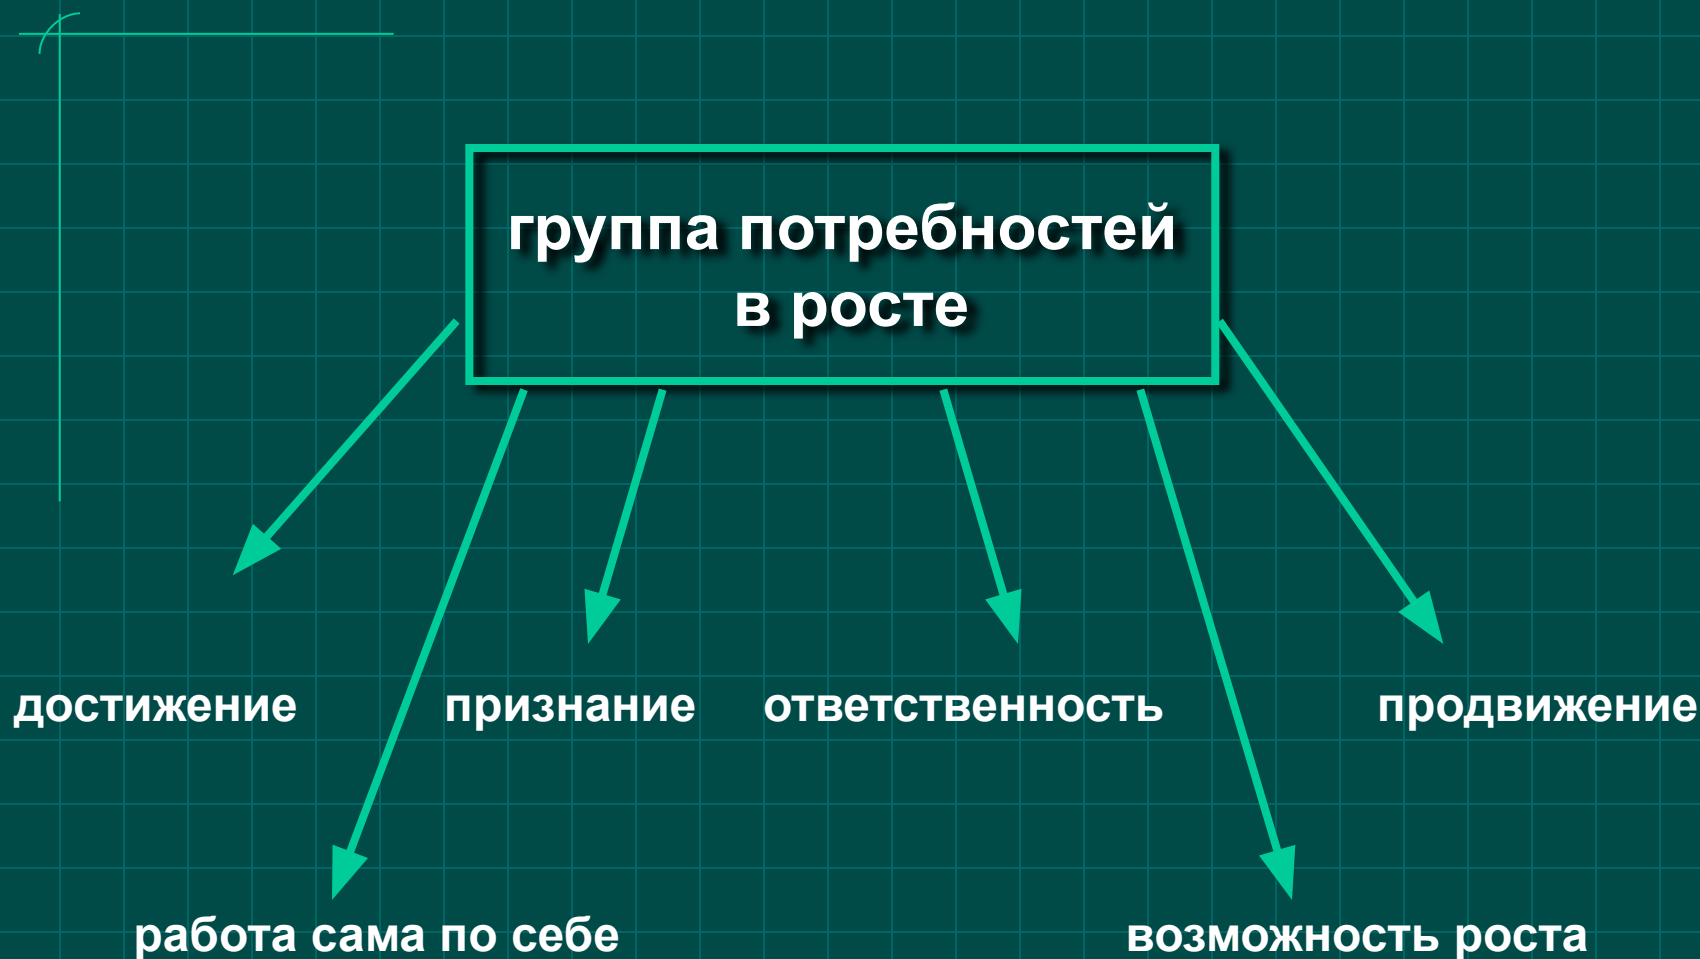 группа потребностей
в росте
достижение
признание
ответственность
продвижение
работа сама по себе
возможность роста